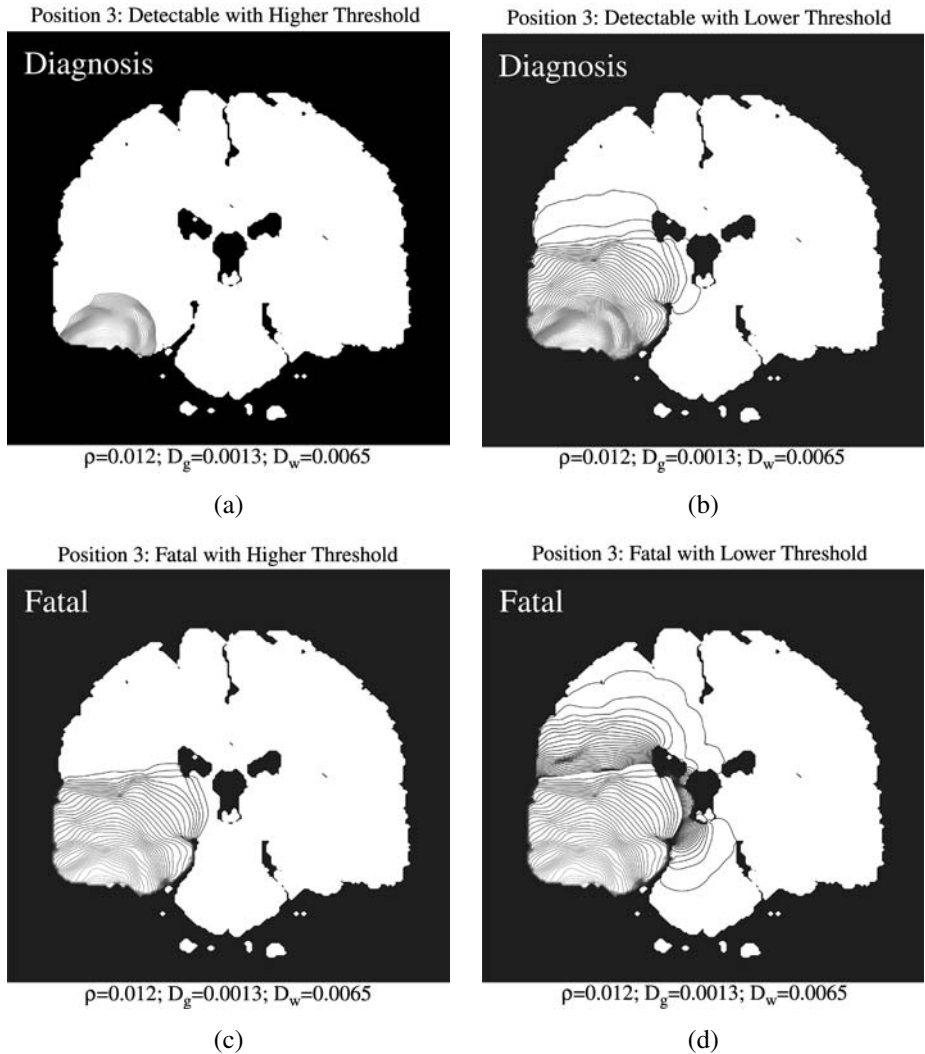 Position 3: Detectable with Higher Threshold
Diagnosis
ρ=0.012; D_g=0.0013; D_w=0.0065
(a)
Position 3: Detectable with Lower Threshold
Diagnosis
ρ=0.012; D_g=0.0013; D_w=0.0065
(b)
Position 3: Fatal with Higher Threshold
Fatal
ρ=0.012; D_g=0.0013; D_w=0.0065
(c)
Position 3: Fatal with Lower Threshold
Fatal
ρ=0.012; D_g=0.0013; D_w=0.0065
(d)